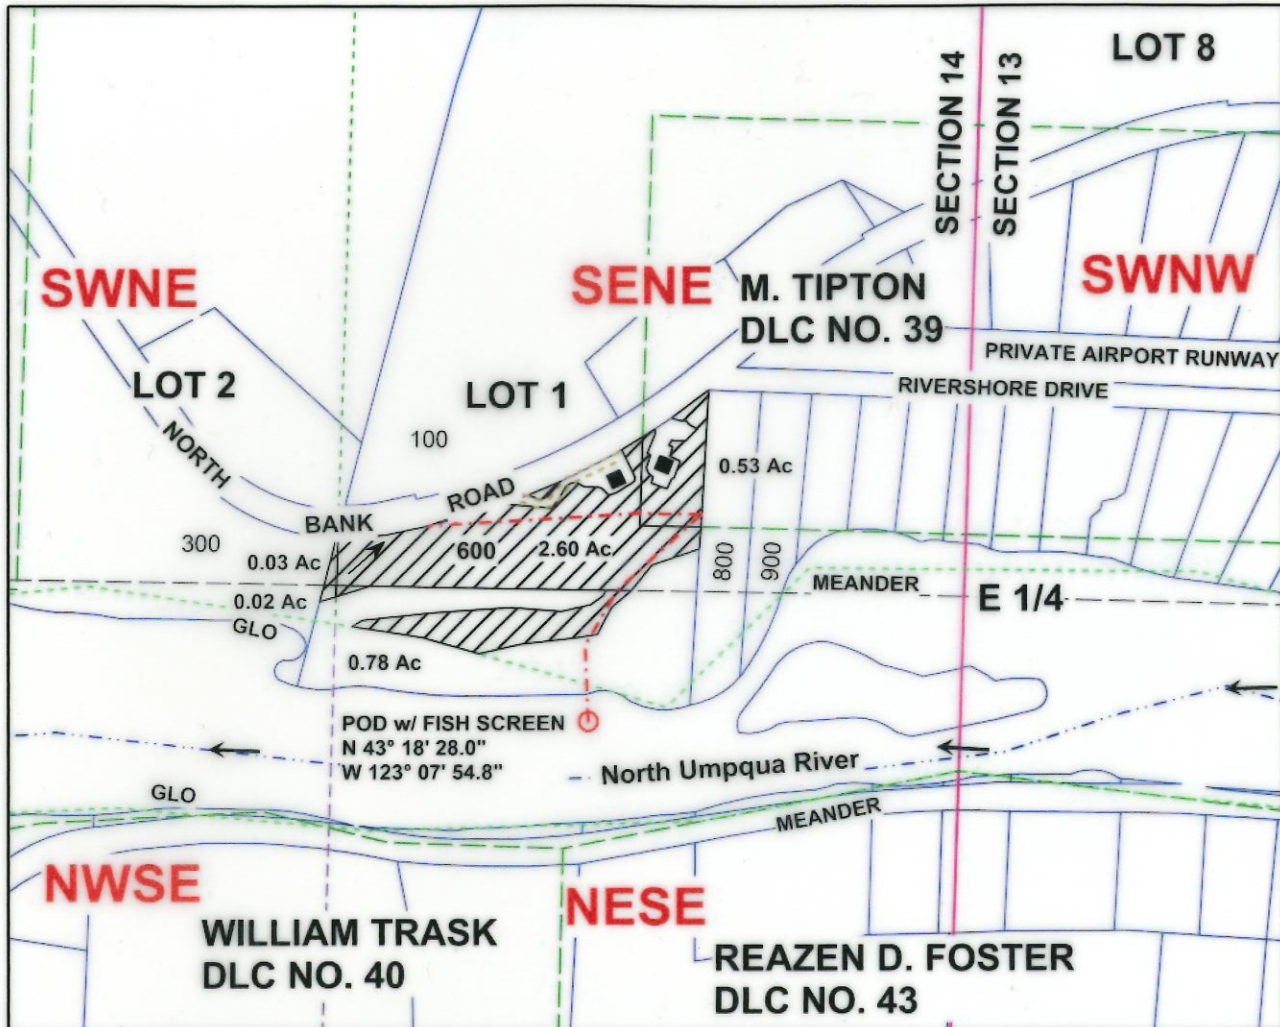 LOT 8
SECTION 14
SECTION 13
SWNE
SENE
SWNW
M. TIPTON
DLC NO. 39
PRIVATE AIRPORT RUNWAY
RIVERSHORE DRIVE
LOT 2
LOT 1
100
NORTH
BANK
ROAD
0.53 Ac
300
0.03 Ac
600
2.60 Ac
800
900
MEANDER
E 1/4
0.02 Ac
GLO
0.78 Ac
POD w/ FISH SCREEN
N 43° 18' 28.0"
W 123° 07' 54.8"
North Umpqua River
GLO
MEANDER
NWSE
NESE
WILLIAM TRASK
DLC NO. 40
REAZEN D. FOSTER
DLC NO. 43